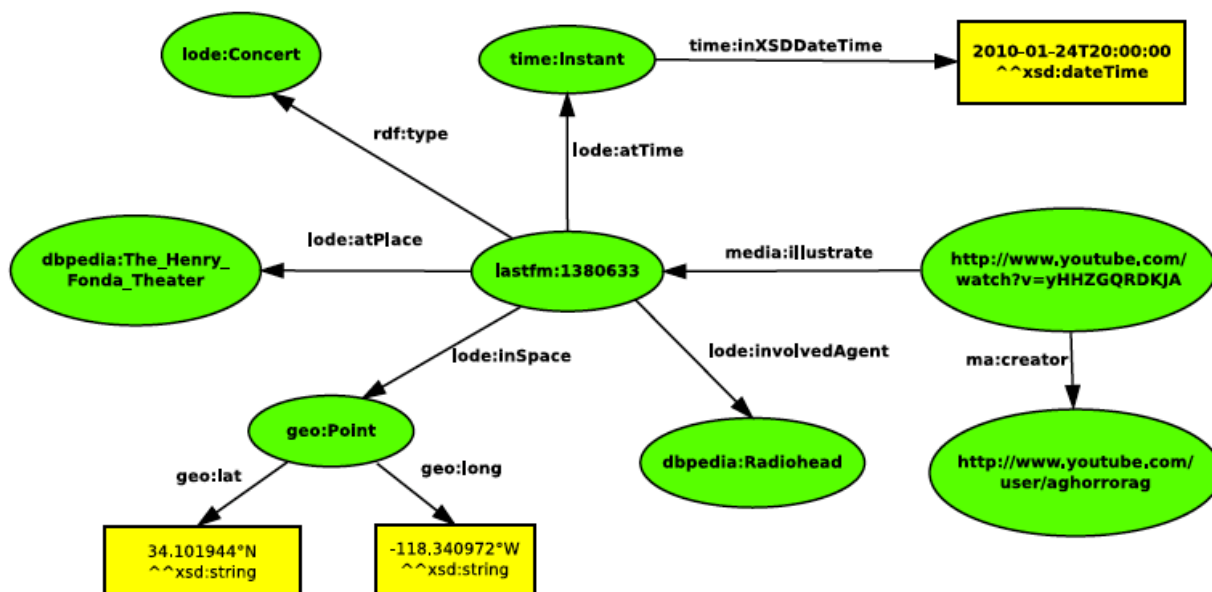 lode:Concert
time:Instant
time:inXSDDateTime
2010-01-24T20:00:00
^^xsd:dateTime
rdf:type
lode:atTime
dbpedia:The_Henry_
Fonda_Theater
lode:atPlace
lastfm:1380633
media:illustrate
http://www.youtube.com/
watch?v=yHHZGQRDKJA
lode:inSpace
lode:involvedAgent
ma:creator
geo:Point
dbpedia:Radiohead
http://www.youtube.com/
user/aghorrorag
geo:lat
geo:long
34.101944°N
^^xsd:string
-118.340972°W
^^xsd:string